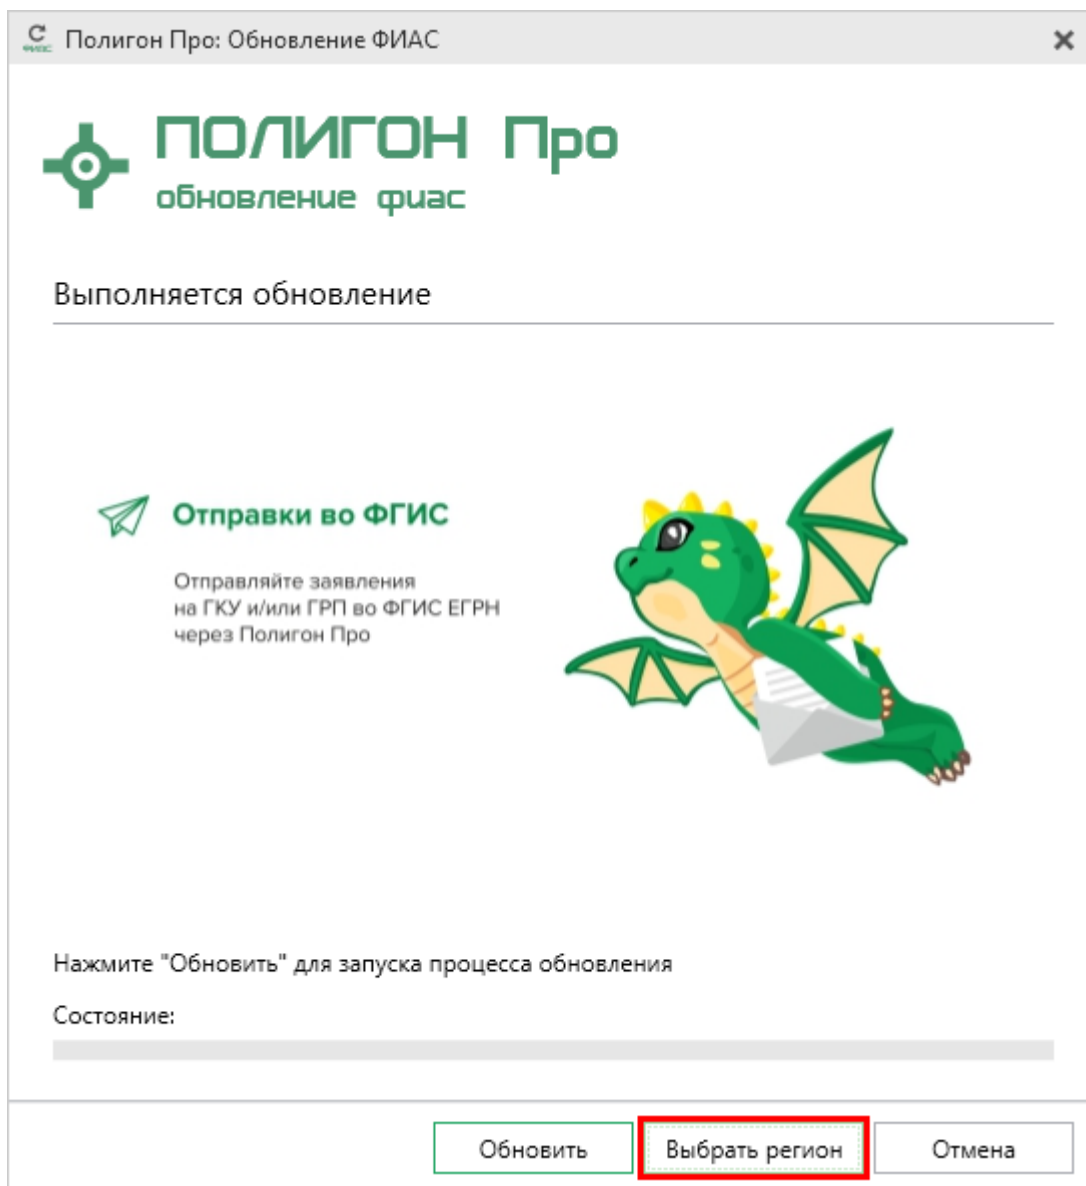 Полигон Про: Обновление ФИАС
ПОЛИГОН Про
обновление фиас
Выполняется обновление
Отправки во ФГИС
Отправляйте заявления
на ГКУ и/или ГРП во ФГИС ЕГРН
через Полигон Про
Нажмите "Обновить" для запуска процесса обновления
Состояние:
Обновить
Выбрать регион
Отмена